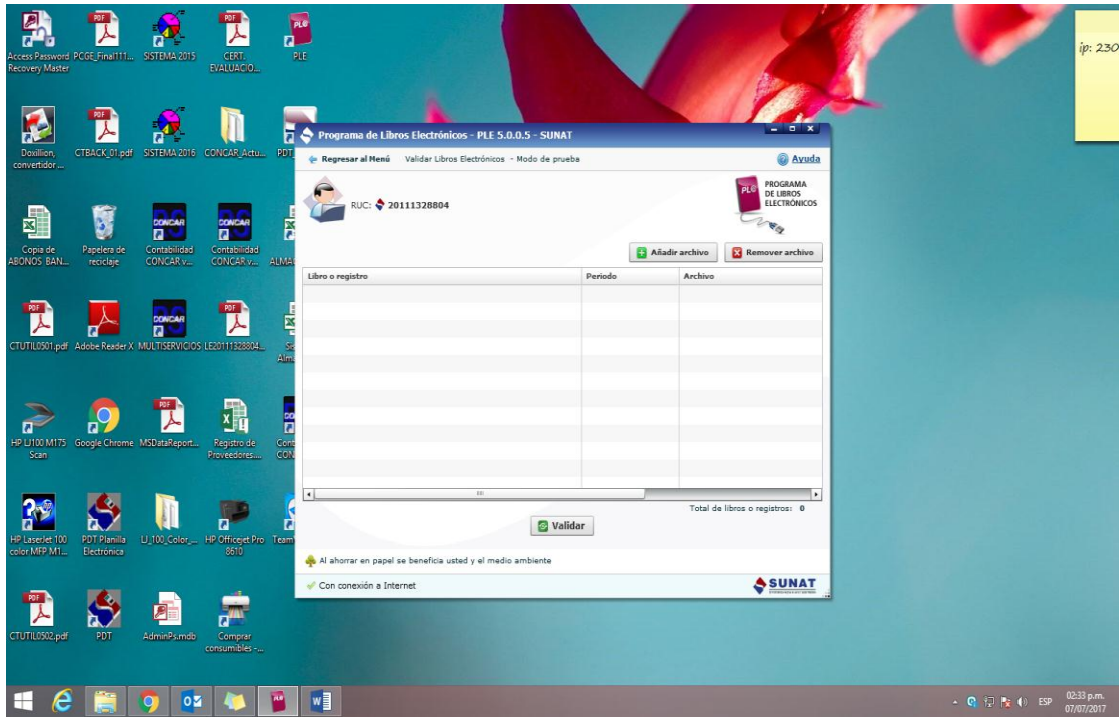 Access Password
Recovery Master
PCGE_Final111...
SISTEMA 2015
CERT.
EVALUACIO...
PLE
ip: 230
Doxillion,
convertidor ...
CTBACK_01.pdf
SISTEMA 2016
CONCAR_Actu...
PDT
Copia de
ABONOS BAN...
Papelera de
reciclaje
Contabilidad
CONCAR v...
Contabilidad
CONCAR v...
CTUTIL0501.pdf
Adobe Reader X
MULTISERVICIOS
LE20111328804...
HP LJ100 M175
Scan
Google Chrome
MSDataReport...
Registro de
Proveedores....
HP LaserJet 100
color MFP M1...
PDT Planilla
Electrónica
LJ_100_Color_...
HP Officejet Pro
8610
CTUTIL0502.pdf
PDT
AdminPs.mdb
Comprar
consumibles -...
Programa de Libros Electrónicos - PLE 5.0.0.5 - SUNAT
Regresar al Menú
Validar Libros Electrónicos - Modo de prueba
Ayuda
RUC: 20111328804
PLE
PROGRAMA
DE LIBROS
ELECTRÓNICOS
Añadir archivo
Remover archivo
Libro o registro
Periodo
Archivo
Total de libros o registros: 0
Validar
Al ahorrar en papel se beneficia usted y el medio ambiente
Con conexión a Internet
SUNAT
ESP
02:33 p.m.
07/07/2017